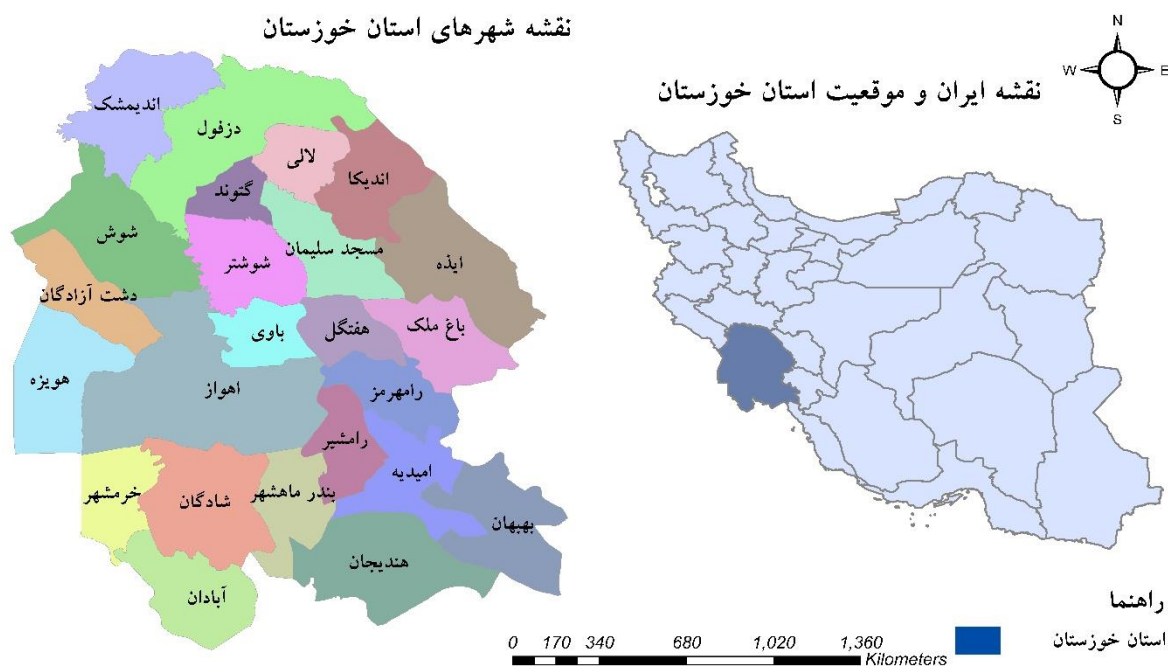 نقشه شهرهای استان خوزستان
اندیمشک
دزفول
لالی
اندیکا
گتوند
شوش
شوشتر
مسجد سلیمان
ایذه
دشت آزادگان
باوی
هفتگل
باغ ملک
هویزه
اهواز
رامهرمز
رامشیر
امیدیه
خرمشهر
شادگان
بندر ماهشهر
بهبهان
هندیجان
آبادان
نقشه ایران و موقعیت استان خوزستان
N
W
E
S
راهنما
استان خوزستان
0 170 340 680 1,020 1,360
Kilometers